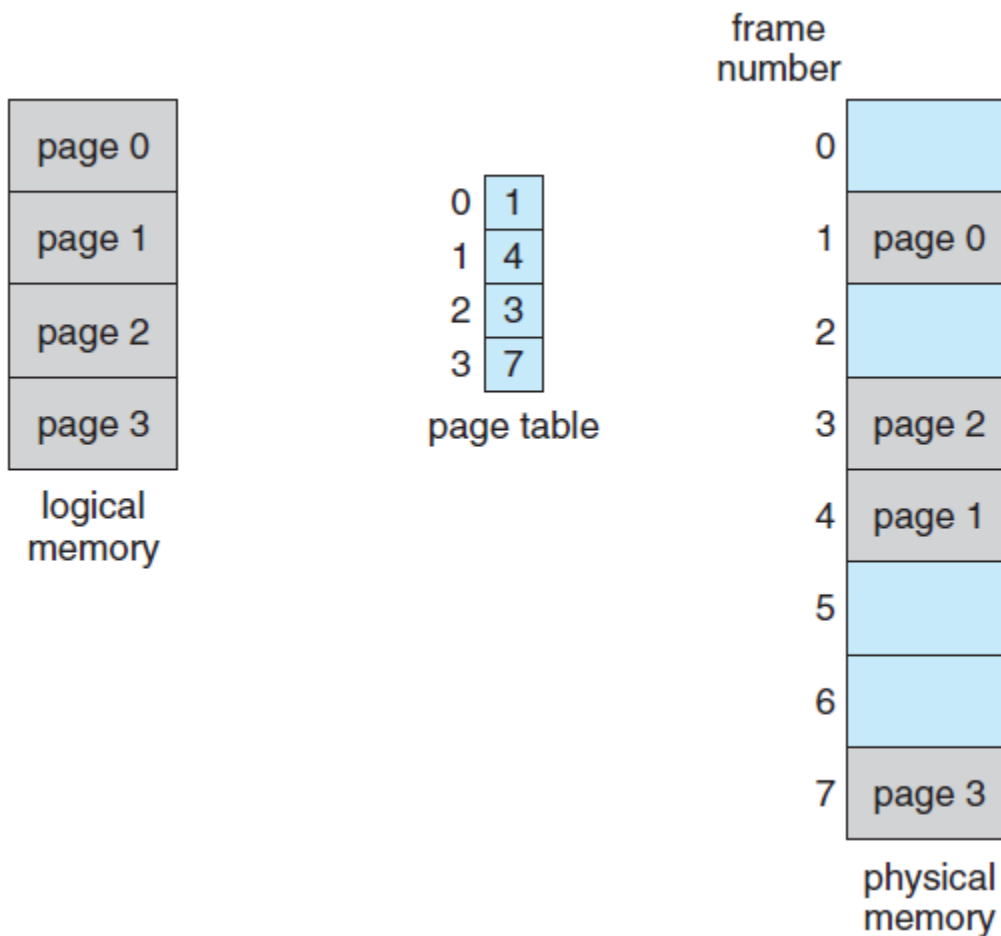 page 0
page 1
page 2
page 3
logical
memory
0 1
1 4
2 3
3 7
page table
frame
number
0
1 page 0
2
3 page 2
4 page 1
5
6
7 page 3
physical
memory